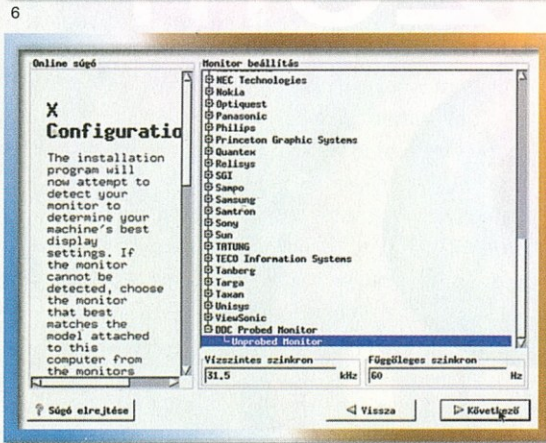 6
Online súgó
X
Configuratio
The installation
program will
now attempt to
detect your
monitor to
determine your
machine's best
display
settings. If
the monitor
cannot be
detected, choose
the monitor
that best
matches the
model attached
to this
computer from
the monitors
Monitor beállítás
NEC Technologies
Nokia
Optiquest
Panasonic
Philips
Princeton Graphic Systems
Quantex
Relisys
SGI
Sampo
Samsung
Samtron
Sony
Sun
TATUNG
TECO Information Systems
Tanberg
Targa
Taxan
Unisys
ViewSonic
DDC Probed Monitor
Unprobed Monitor
Vízszintes szinkron
31.5 kHz
Függőleges szinkron
60 Hz
? Súgó elrejtése
Vissza
Következő